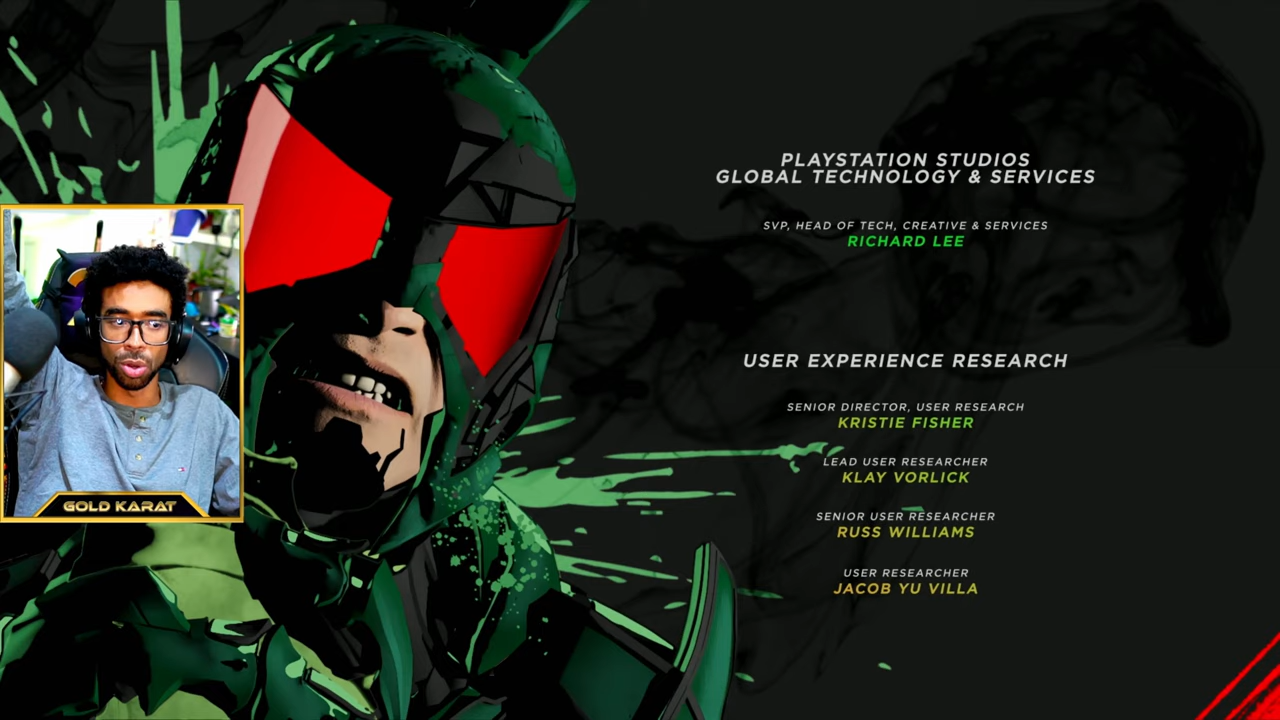 PLAYSTATION STUDIOS
GLOBAL TECHNOLOGY & SERVICES
SVP, HEAD OF TECH, CREATIVE & SERVICES
RICHARD LEE
USER EXPERIENCE RESEARCH
SENIOR DIRECTOR, USER RESEARCH
KRISTIE FISHER
LEAD USER RESEARCHER
KLAY VORLICK
SENIOR USER RESEARCHER
RUSS WILLIAMS
USER RESEARCHER
JACOB YU VILLA
GOLD KARAT